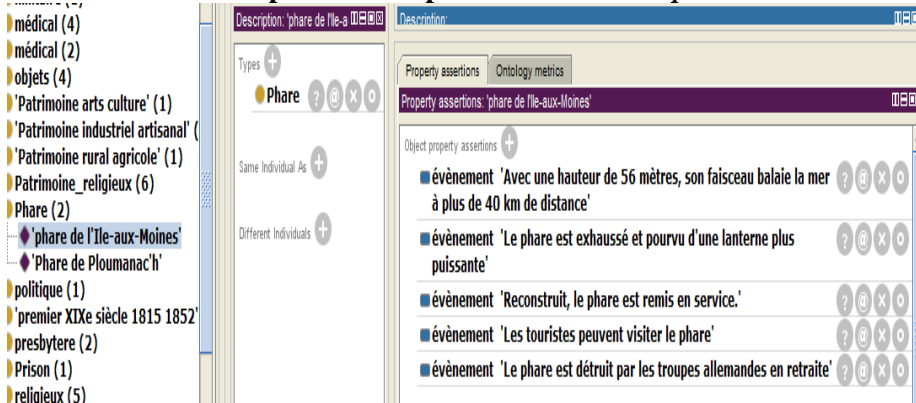 médical (4)
médical (2)
objets (4)
'Patrimoine arts culture' (1)
'Patrimoine industriel artisanal' (
'Patrimoine rural agricole' (1)
Patrimoine_religieux (6)
Phare (2)
'phare de l'Ile-aux-Moines'
'Phare de Ploumanac'h'
politique (1)
'premier XIXe siècle 1815 1852'
presbytere (2)
Prison (1)
religieux (5)
Description: 'phare de l'Ile-a
Types
Phare
Same Individual As
Different Individuals
Description:
Property assertions Ontology metrics
Property assertions: 'phare de l'Ile-aux-Moines'
Object property assertions
évènement 'Avec une hauteur de 56 mètres, son faisceau balaie la mer
à plus de 40 km de distance'
évènement 'Le phare est exhaussé et pourvu d'une lanterne plus
puissante'
évènement 'Reconstruit, le phare est remis en service.'
évènement 'Les touristes peuvent visiter le phare'
évènement 'Le phare est détruit par les troupes allemandes en retraite'